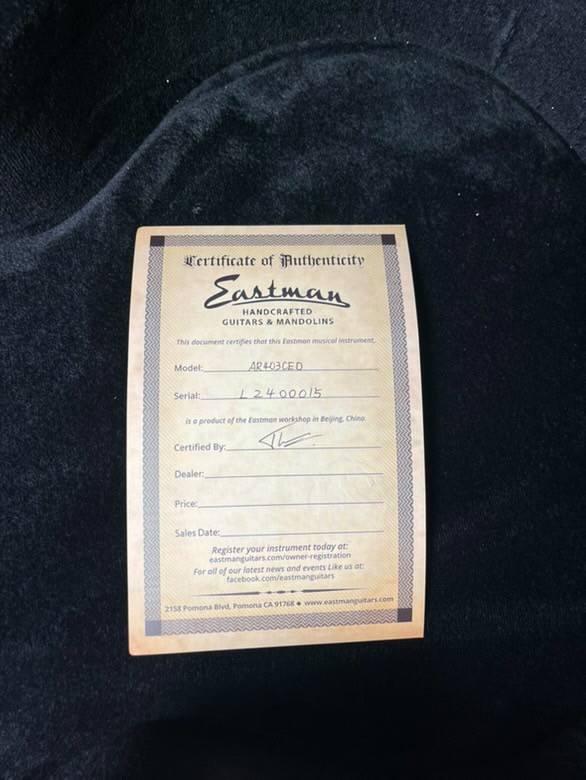 Certificate of Authenticity
Eastman
HANDCRAFTED
GUITARS & MANDOLINS
This document certifies that this Eastman musical instrument,
Model: AR403CED
Serial: L2400015
is a product of the Eastman workshop in Beijing, China.
Certified By:
Dealer:
Price:
Sales Date:
Register your instrument today at:
eastmanguitars.com/owner-registration
For all of our latest news and events Like us at:
facebook.com/eastmanguitars
2158 Pomona Blvd, Pomona CA 91768 ● www.eastmanguitars.com